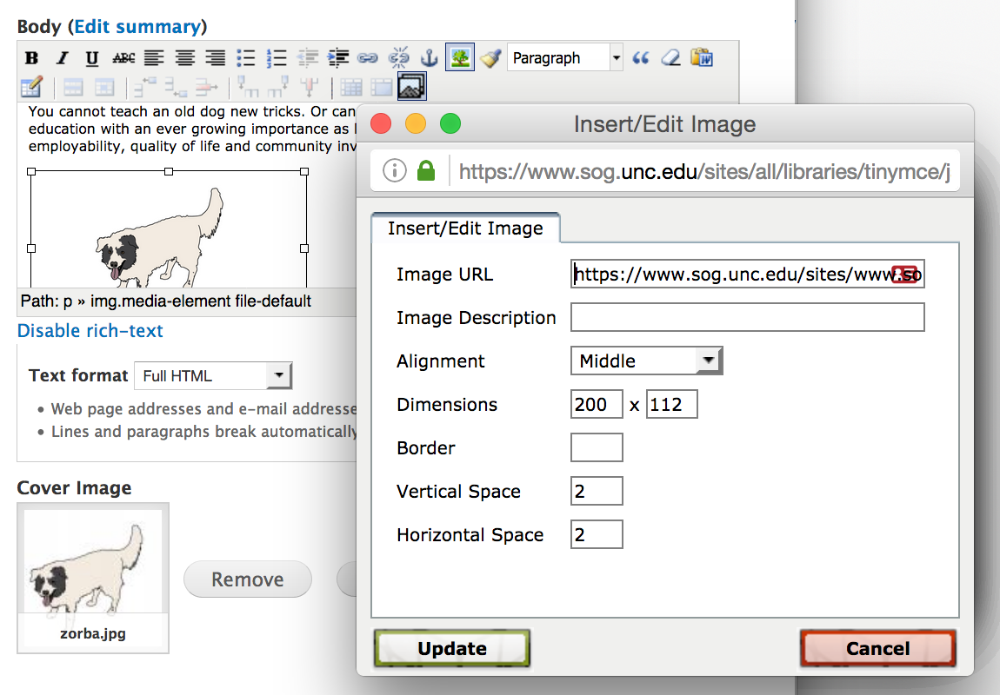 Body (Edit summary)
B I U ABC Paragraph
W
You cannot teach an old dog new tricks. Or can
education with an ever growing importance as
employability, quality of life and community inv
Path: p » img.media-element file-default
Disable rich-text
Text format Full HTML
• Web page addresses and e-mail addresse
• Lines and paragraphs break automatically
Cover Image
zorba.jpg
Remove
Insert/Edit Image
https://www.sog.unc.edu/sites/all/libraries/tinymce/j
Insert/Edit Image
Image URL https://www.sog.unc.edu/sites/www.so
Image Description
Alignment Middle
Dimensions 200 x 112
Border
Vertical Space 2
Horizontal Space 2
Update Cancel